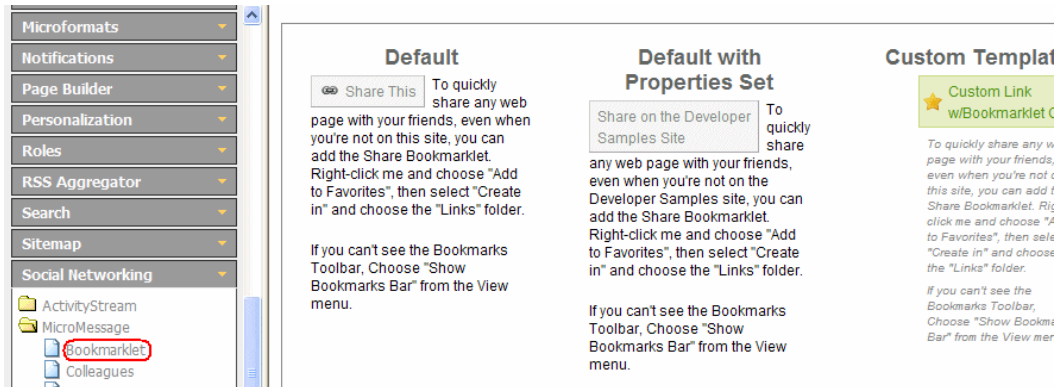 Microformats
Notifications
Page Builder
Personalization
Roles
RSS Aggregator
Search
Sitemap
Social Networking
ActivityStream
MicroMessage
Bookmarklet
Colleagues
Default
Share This
To quickly
share any web
page with your friends, even when
you're not on this site, you can
add the Share Bookmarklet.
Right-click me and choose "Add
to Favorites", then select "Create
in" and choose the "Links" folder.
If you can't see the Bookmarks
Toolbar, Choose "Show
Bookmarks Bar" from the View
menu.
Default with
Properties Set
Share on the Developer
Samples Site
To
quickly
share
any web page with your friends,
even when you're not on the
Developer Samples site, you can
add the Share Bookmarklet.
Right-click me and choose "Add
to Favorites", then select "Create
in" and choose the "Links" folder.
If you can't see the Bookmarks
Toolbar, Choose "Show
Bookmarks Bar" from the View
menu.
Custom Templat
Custom Link
w/Bookmarklet
To quickly share any
page with your friends,
even when you're not
this site, you can add
Share Bookmarklet.
click me and choose
to Favorites", then
"Create in" and choose
the "Links" folder.
If you can't see the
Bookmarks Toolbar,
Choose "Show
Bar" from the View